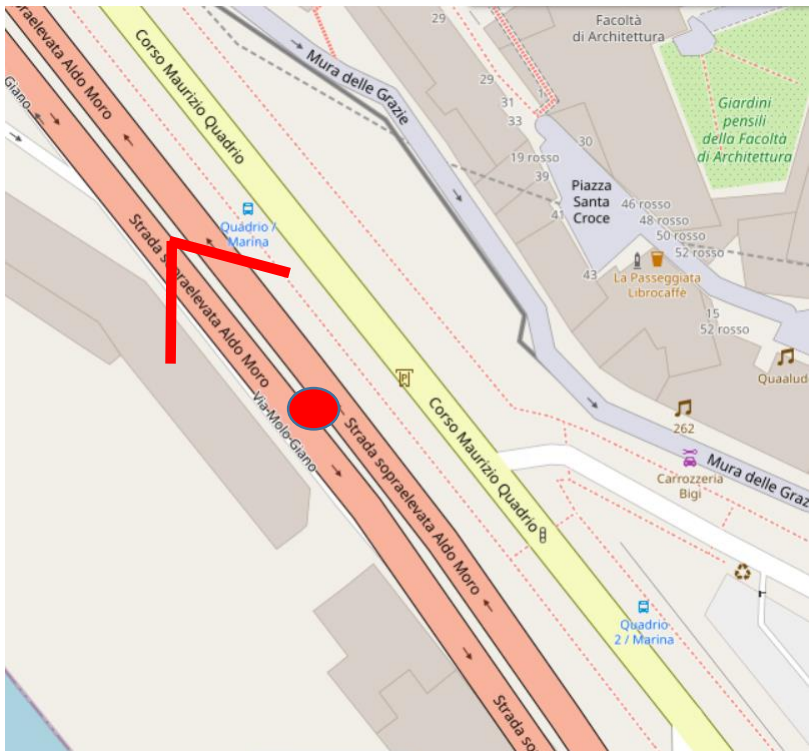 29
Facoltà
di Architettura
opraelevata Aldo Moro
Corso Maurizio Quadrio
Mura delle Grazie
29
1
31
33
Giano
Giardini
pensili
della Facoltà
di Architettura
30
19 rosso
39
41
Piazza
Santa
Croce
46 rosso
48 rosso
50 rosso
52 rosso
Quadrio /
Marina
43
La Passeggiata
Librocaffè
15
52 rosso
Strada sopraelevata Aldo Moro
Quaalud
P
Via Molo Giano
Strada sopraelevata Aldo Moro
Corso Maurizio Quadrio
262
Mura delle Graz
Carrozzeria
Bigi
Quadrio
2 / Marina
Strada so